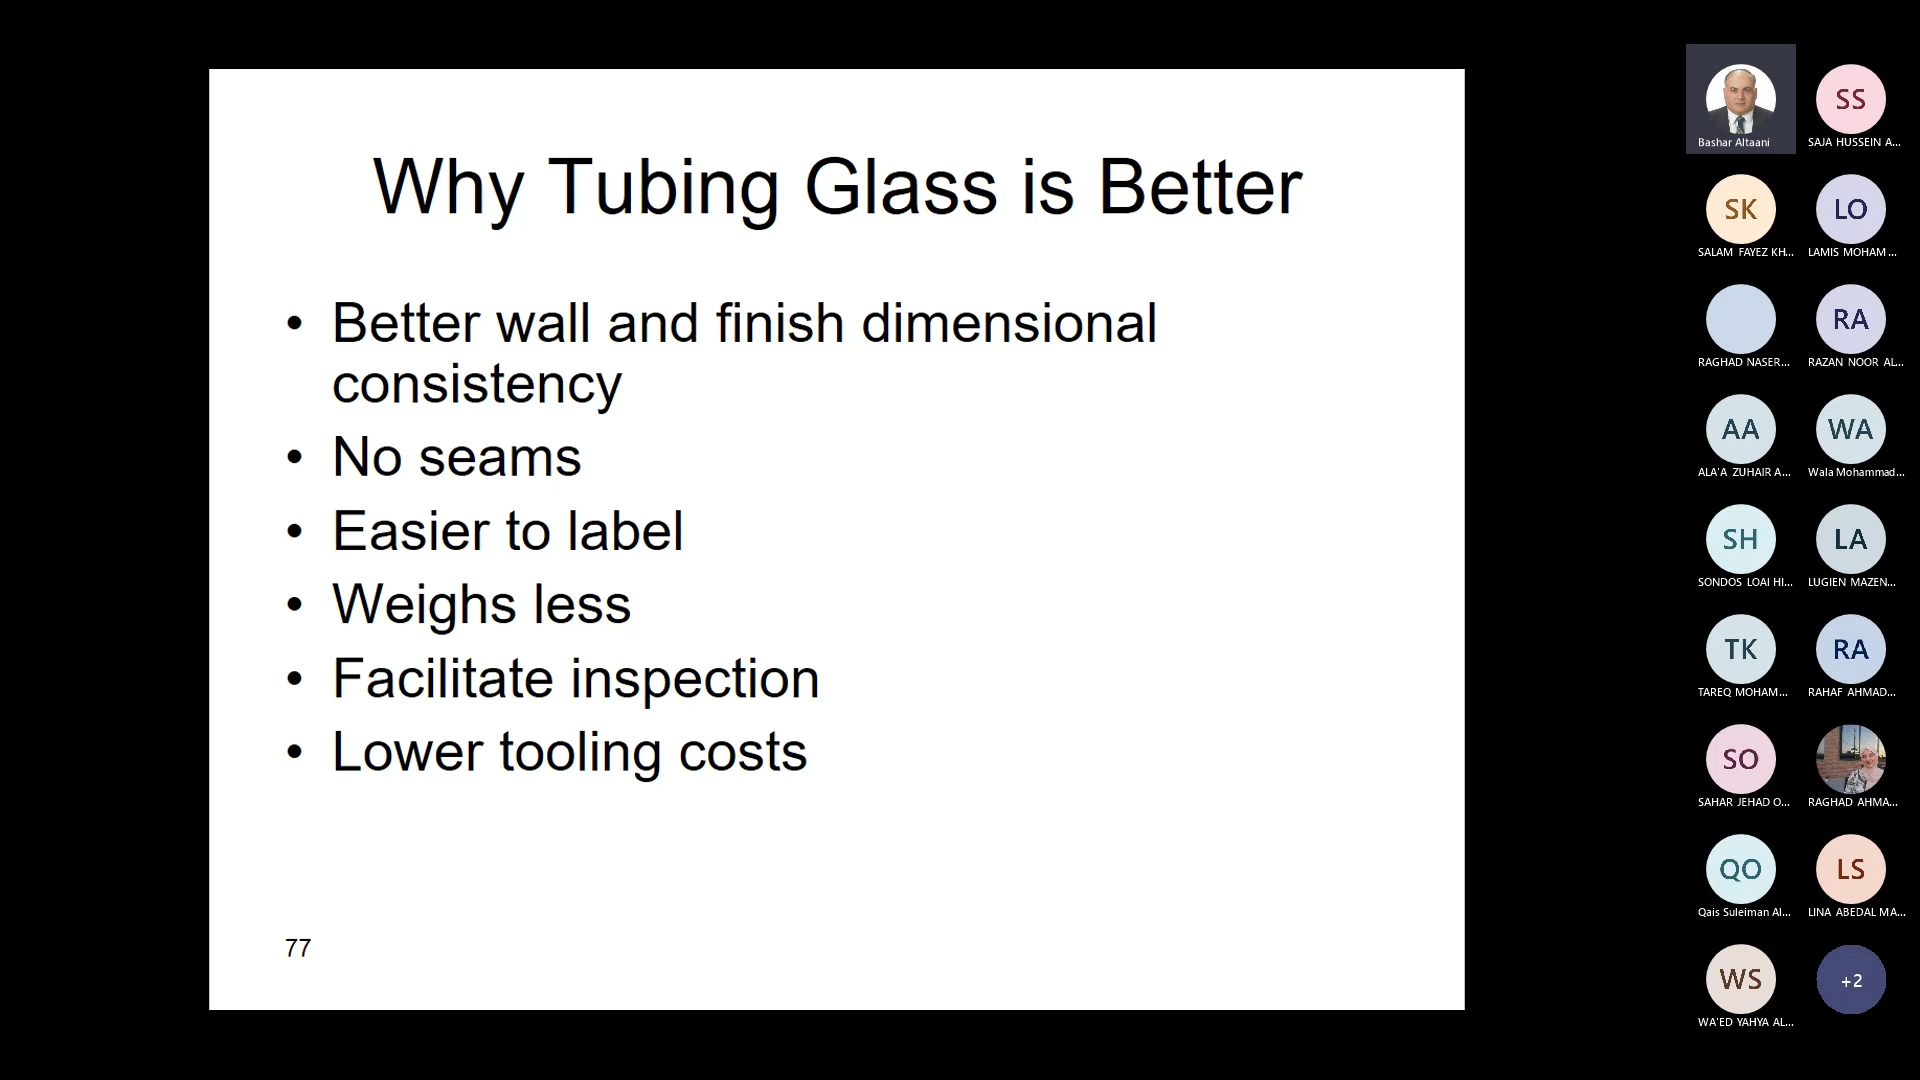 Why Tubing Glass is Better
• Better wall and finish dimensional
consistency
• No seams
• Easier to label
• Weighs less
• Facilitate inspection
• Lower tooling costs
77
Bashar Altaani
SS
SAJA HUSSEIN A...
SK
SALAM FAYEZ KH...
LO
LAMIS MOHAM...
RAGHAD NASER...
RA
RAZAN NOOR AL...
AA
ALA'A ZUHAIR A...
WA
Wala Mohammad...
SH
SONDOS LOAI HI...
LA
LUGIEN MAZEN...
TK
TAREQ MOHAM...
RA
RAHAF AHMAD...
SO
SAHAR JEHAD O...
RAGHAD AHMA...
QO
Qais Suleiman Al...
LS
LINA ABEDAL MA...
WS
WA'ED YAHYA AL...
+2